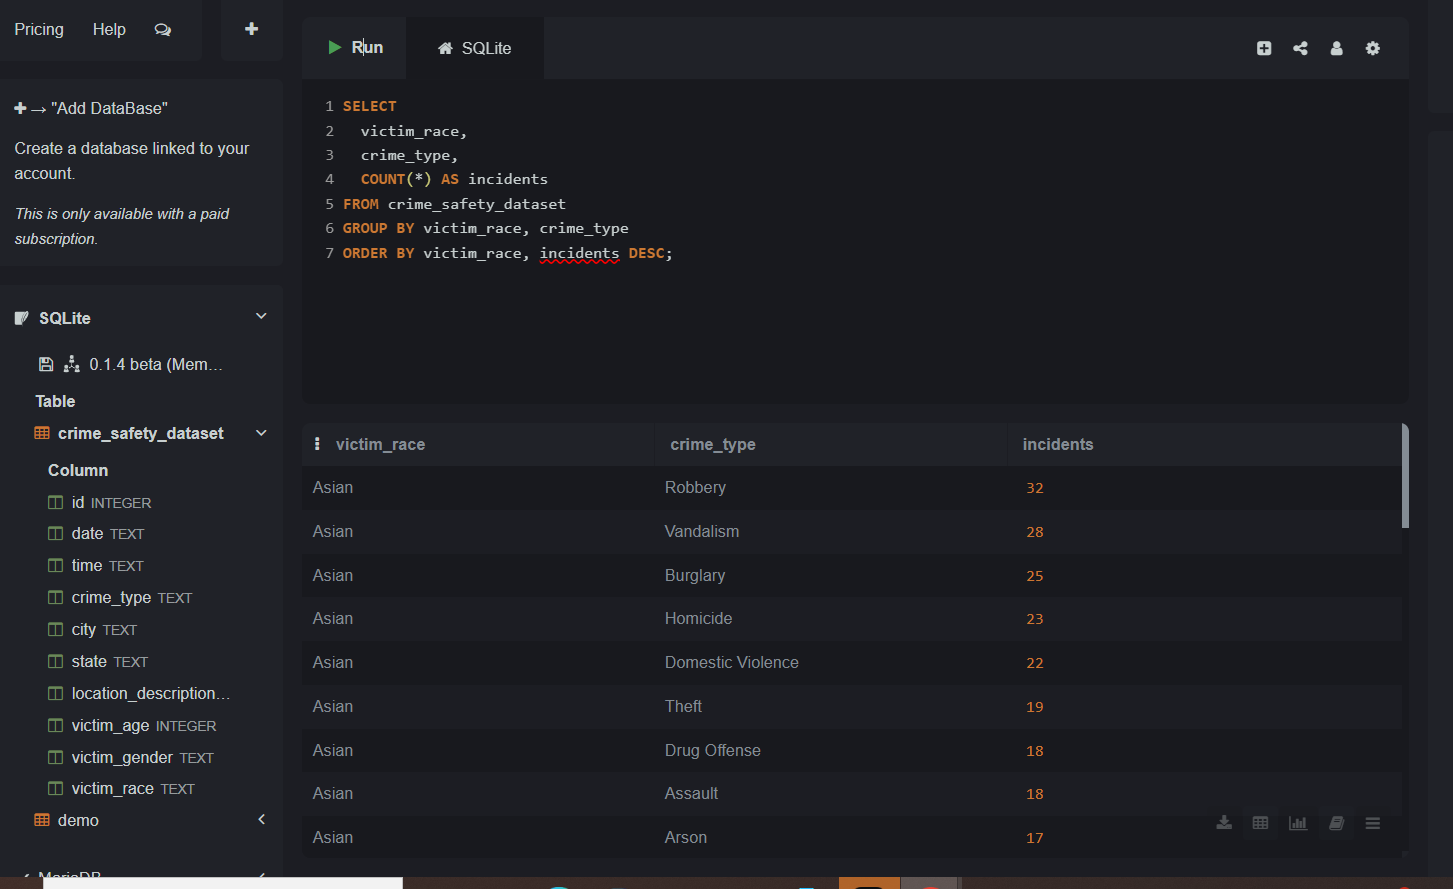 Pricing Help
→ "Add DataBase"
Create a database linked to your
account.
This is only available with a paid
subscription.
SQLite
0.1.4 beta (Mem...
Table
crime_safety_dataset
Column
id INTEGER
date TEXT
time TEXT
crime_type TEXT
city TEXT
state TEXT
location_description...
victim_age INTEGER
victim_gender TEXT
victim_race TEXT
demo
MariaDB
Run SQLite
1 SELECT
2 victim_race,
3 crime_type,
4 COUNT(*) AS incidents
5 FROM crime_safety_dataset
6 GROUP BY victim_race, crime_type
7 ORDER BY victim_race, incidents DESC;
victim_race crime_type incidents
Asian Robbery 32
Asian Vandalism 28
Asian Burglary 25
Asian Homicide 23
Asian Domestic Violence 22
Asian Theft 19
Asian Drug Offense 18
Asian Assault 18
Asian Arson 17